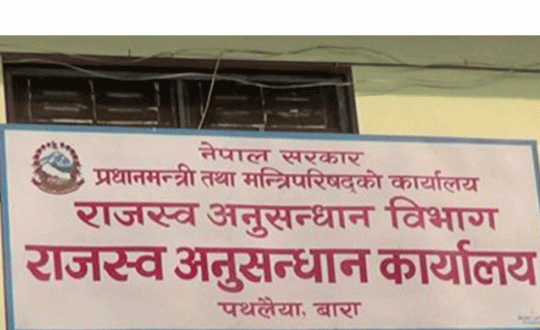 नेपाल सरकार
प्रधानमन्त्री तथा मन्त्रिपरिषद्को कार्यालय
राजस्व अनुसन्धान विभाग
राजस्व अनुसन्धान कार्यालय
पथलैया, बारा